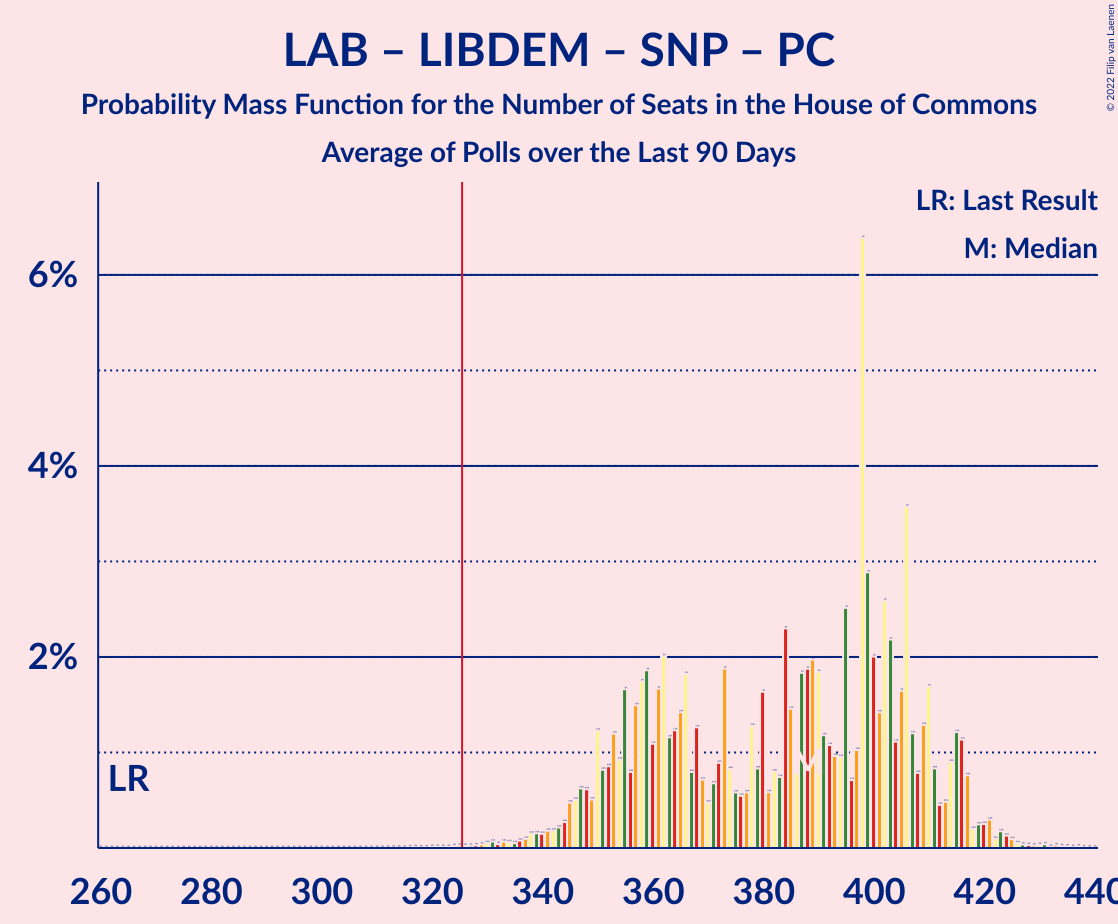 LAB – LIBDEM – SNP – PC
Probability Mass Function for the Number of Seats in the House of Commons
Average of Polls over the Last 90 Days
© 2022 Filip van Laenen
LR: Last Result
M: Median
6%
4%
2%
LR
260 280 300 320 340 360 380 400 420 440